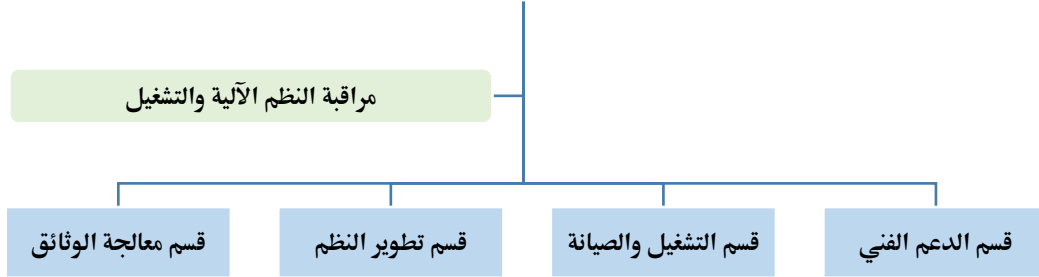 مراقبة النظم الآلية والتشغيل
قسم الدعم الفني
قسم التشغيل والصيانة
قسم تطوير النظم
قسم معالجة الوثائق